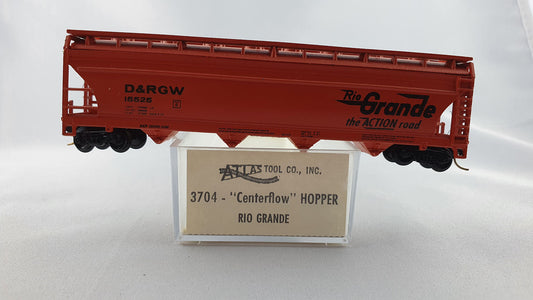 D&RGW
15525
Rio
Grande
the ACTION road
ATLAS TOOL CO., INC.
3704 - "Centerflow" HOPPER
RIO GRANDE